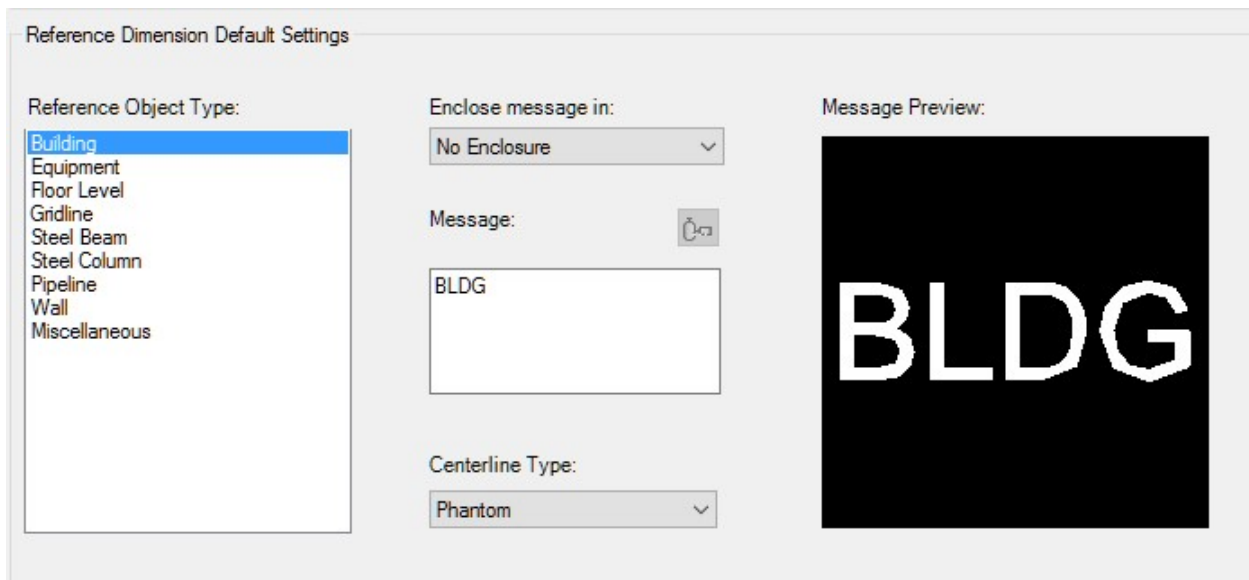 Reference Dimension Default Settings
Reference Object Type:
Building
Equipment
Floor Level
Gridline
Steel Beam
Steel Column
Pipeline
Wall
Miscellaneous
Enclose message in:
No Enclosure
Message:
BLDG
Centerline Type:
Phantom
Message Preview:
BLDG